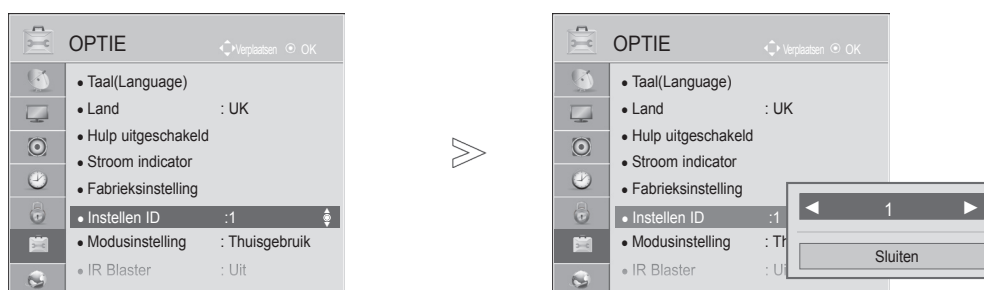 OPTIE Verplaatsen OK
• Taal(Language)
• Land : UK
• Hulp uitgeschakeld
• Stroom indicator
• Fabrieksinstelling
• Instellen ID :1
• Modusinstelling : Thuisgebruik
• IR Blaster : Uit
OPTIE Verplaatsen OK
• Taal(Language)
• Land : UK
• Hulp uitgeschakeld
• Stroom indicator
• Fabrieksinstelling
• Instellen ID :1
• Modusinstelling : Th
• IR Blaster : Ui
◄ 1 ►
Sluiten